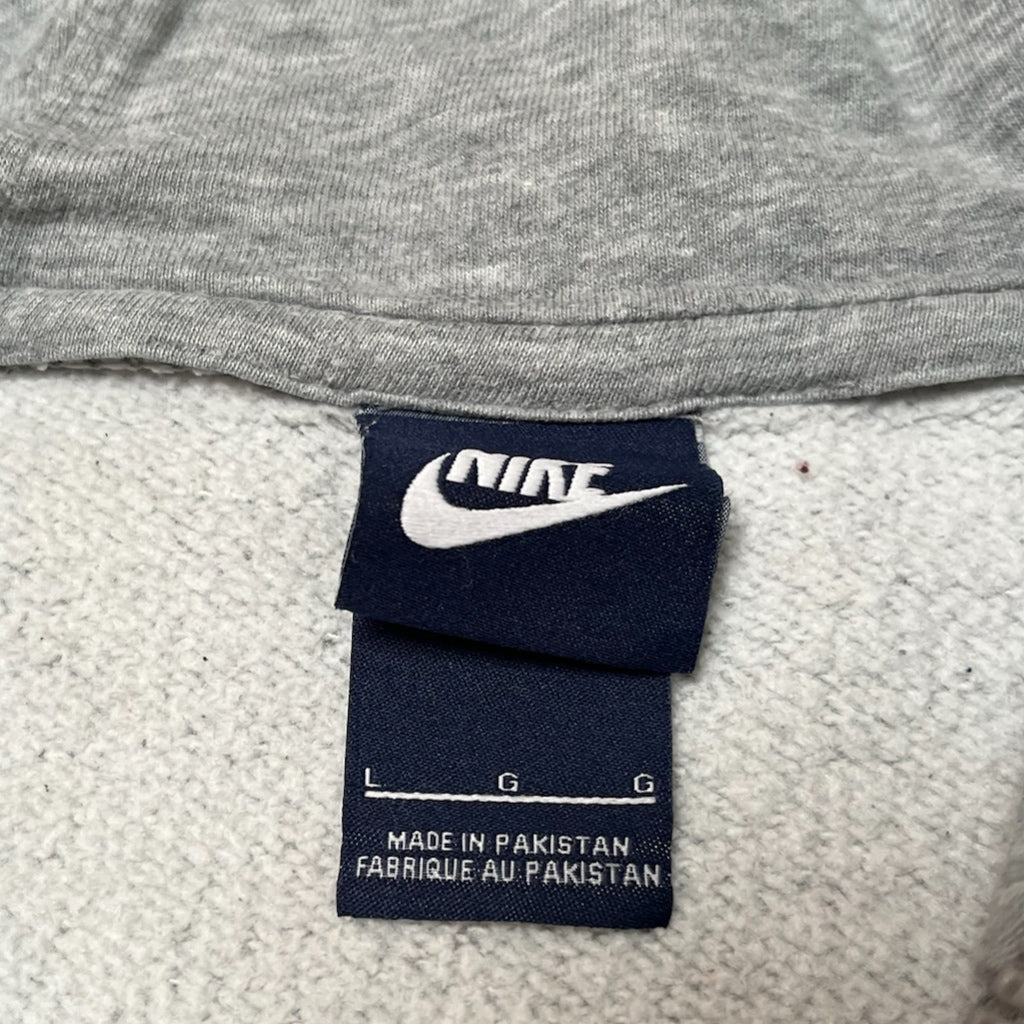 NIKE
L G G
MADE IN PAKISTAN
FABRIQUE AU PAKISTAN